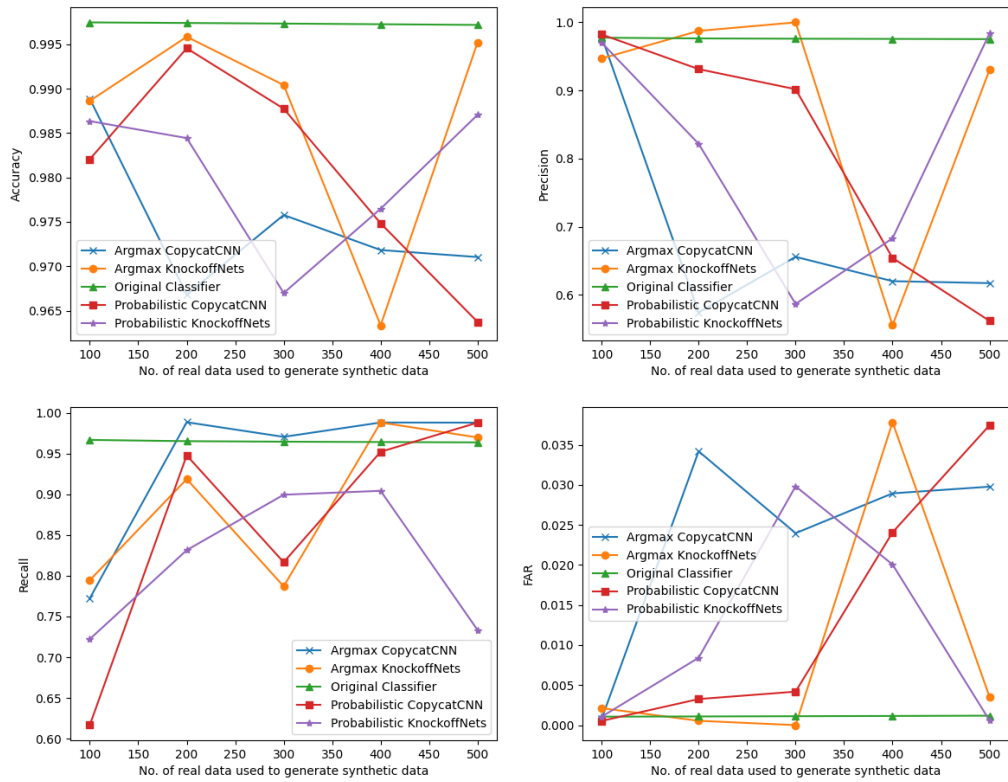 0.995
0.990
0.985
0.980
0.975
0.970
0.965
Accuracy
Argmax CopycatCNN
Argmax KnockoffNets
Original Classifier
Probabilistic CopycatCNN
Probabilistic KnockoffNets
100 150 200 250 300 350 400 450 500
No. of real data used to generate synthetic data
1.0
0.9
0.8
0.7
0.6
Precision
100 150 200 250 300 350 400 450 500
No. of real data used to generate synthetic data
Argmax CopycatCNN
Argmax KnockoffNets
Original Classifier
Probabilistic CopycatCNN
Probabilistic KnockoffNets
1.00
0.95
0.90
0.85
0.80
0.75
0.70
0.65
0.60
Recall
Argmax CopycatCNN
Argmax KnockoffNets
Original Classifier
Probabilistic CopycatCNN
Probabilistic KnockoffNets
100 150 200 250 300 350 400 450 500
No. of real data used to generate synthetic data
0.035
0.030
0.025
0.020
0.015
0.010
0.005
0.000
FAR
Argmax CopycatCNN
Argmax KnockoffNets
Original Classifier
Probabilistic CopycatCNN
Probabilistic KnockoffNets
100 150 200 250 300 350 400 450 500
No. of real data used to generate synthetic data